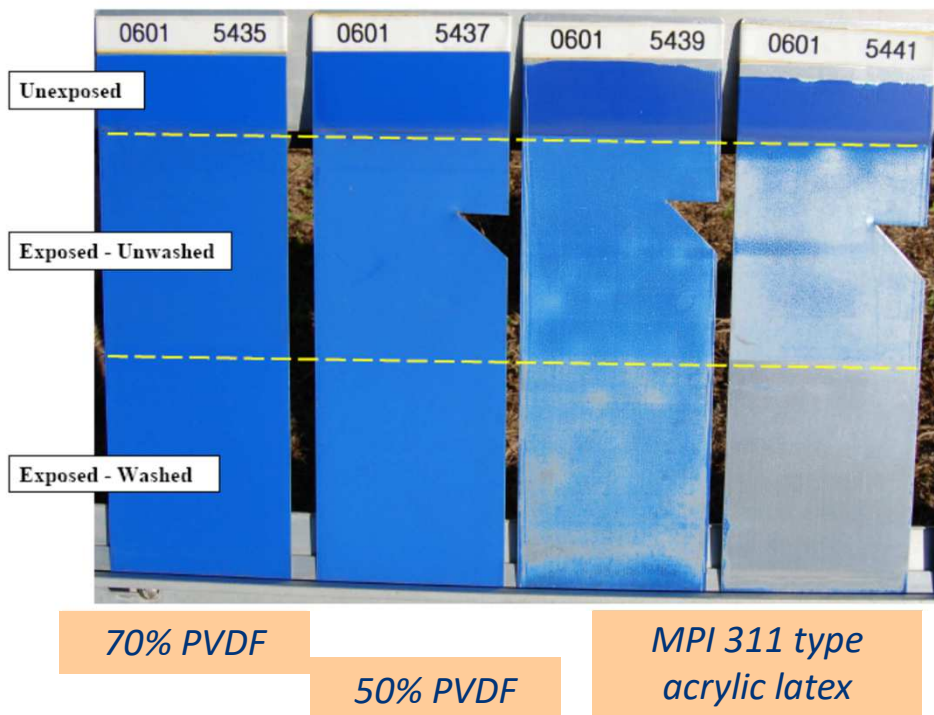 0601 5435
0601 5437
0601 5439
0601 5441
Unexposed
Exposed - Unwashed
Exposed - Washed
70% PVDF
50% PVDF
MPI 311 type
acrylic latex